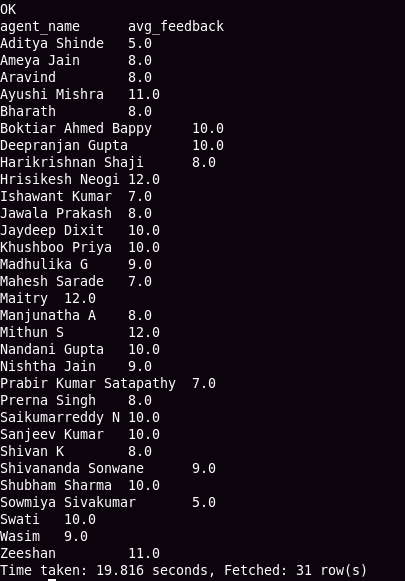 OK
agent_name	avg_feedback
Aditya Shinde	5.0
Ameya Jain	8.0
Aravind	8.0
Ayushi Mishra	11.0
Bharath	8.0
Boktiar Ahmed Bappy	10.0
Deepranjan Gupta	10.0
Harikrishnan Shaji	8.0
Hrisikesh Neogi	12.0
Ishawant Kumar	7.0
Jawala Prakash	8.0
Jaydeep Dixit	10.0
Khushboo Priya	10.0
Madhulika G	9.0
Mahesh Sarade	7.0
Maitry	12.0
Manjunatha A	8.0
Mithun S	12.0
Nandani Gupta	10.0
Nishtha Jain	9.0
Prabir Kumar Satapathy	7.0
Prerna Singh	8.0
Saikumarreddy N	10.0
Sanjeev Kumar	10.0
Shivan K	8.0
Shivananda Sonwane	9.0
Shubham Sharma	10.0
Sowmiya Sivakumar	5.0
Swati	10.0
Wasim	9.0
Zeeshan	11.0
Time taken: 19.816 seconds, Fetched: 31 row(s)